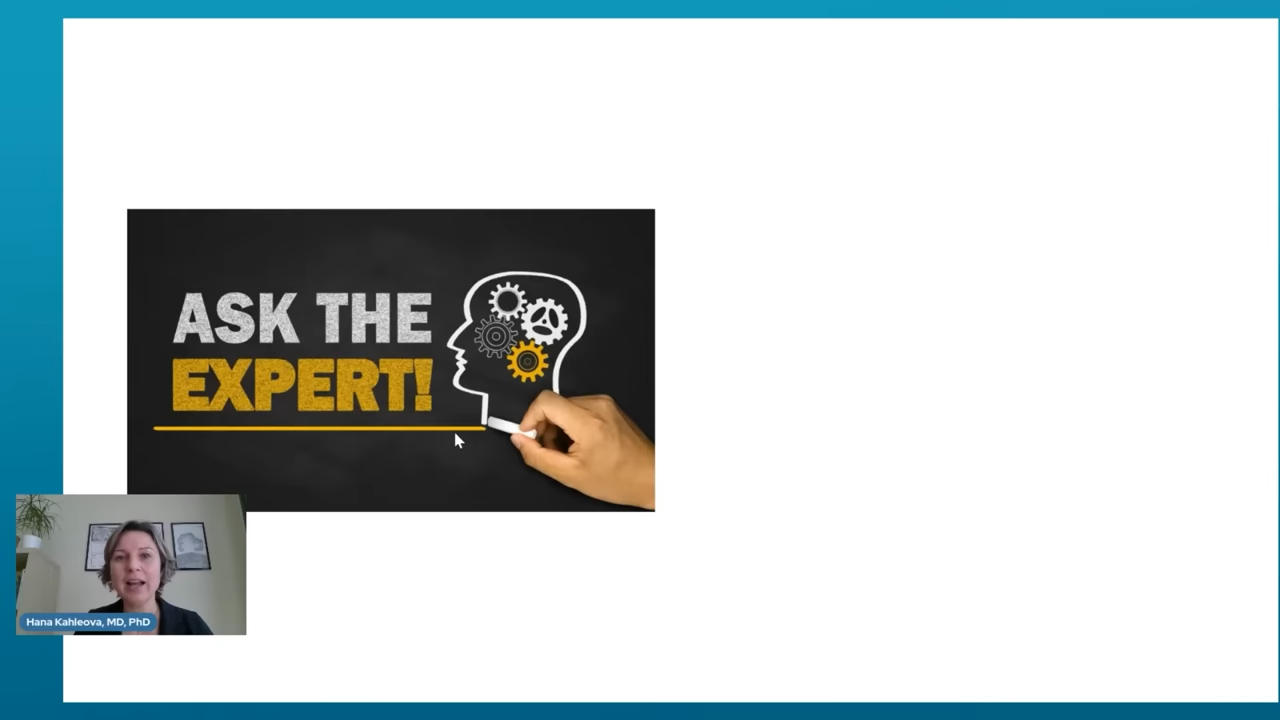 ASK THE
EXPERT!
Hana Kahleova, MD, PhD